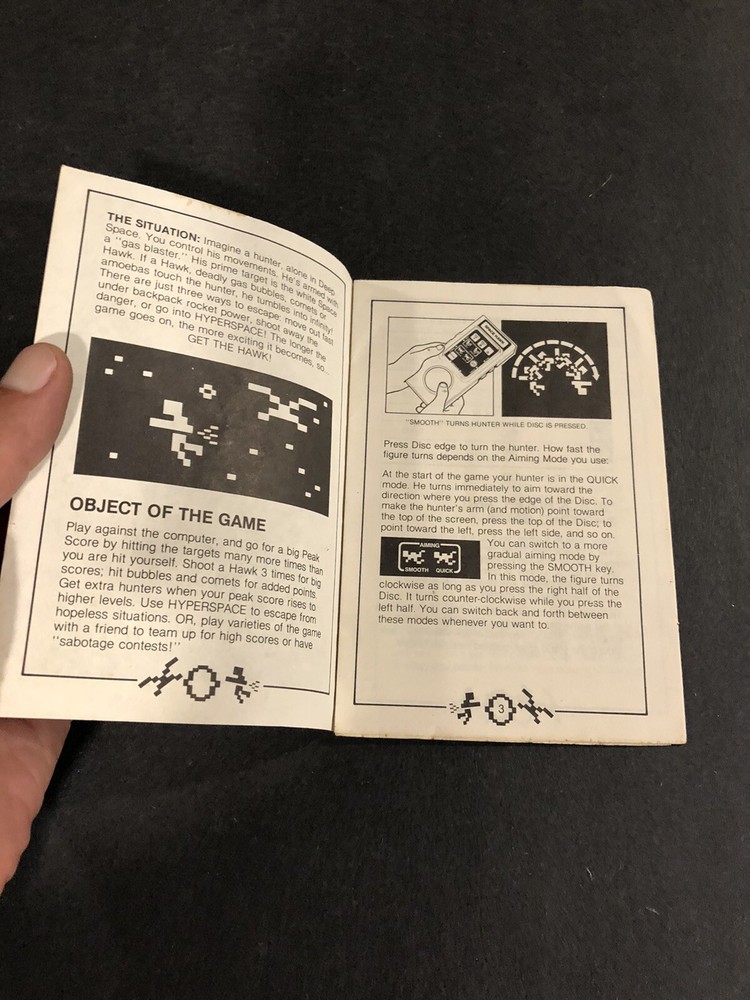 THE SITUATION: Imagine a hunter, alone in Deep
Space. You control his movements. He's armed with
a "gas blaster." His prime target is the white Space
Hawk. If a Hawk, deadly gas bubbles, comets or
amoebas touch the hunter, he tumbles into infinity!
There are just three ways to escape: move out fast
under backpack rocket power, shoot away the
danger, or go into HYPERSPACE! The longer the
game goes on, the more exciting it becomes, so...
GET THE HAWK!
OBJECT OF THE GAME
Play against the computer, and go for a big Peak
Score by hitting the targets many more times than
you are hit yourself. Shoot a Hawk 3 times for big
scores; hit bubbles and comets for added points.
Get extra hunters when your peak score rises to
higher levels. Use HYPERSPACE to escape from
hopeless situations. OR, play varieties of the game
with a friend to team up for high scores or have
"sabotage contests!"
"SMOOTH" TURNS HUNTER WHILE DISC IS PRESSED.
Press Disc edge to turn the hunter. How fast the
figure turns depends on the Aiming Mode you use:
At the start of the game your hunter is in the QUICK
mode. He turns immediately to aim toward the
direction where you press the edge of the Disc. To
make the hunter's arm (and motion) point toward
the top of the screen, press the top of the Disc; to
point toward the left, press the left side, and so on.
AIMING
SMOOTH QUICK
You can switch to a more
gradual aiming mode by
pressing the SMOOTH key.
In this mode, the figure turns
clockwise as long as you press the right half of the
Disc. It turns counter-clockwise while you press the
left half. You can switch back and forth between
these modes whenever you want to.
3